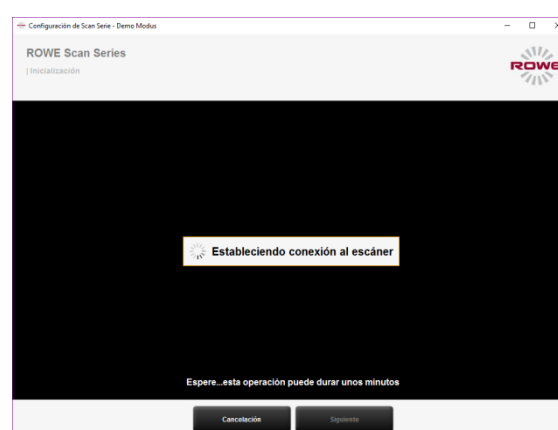 Configuración de Scan Serie - Demo Modus
ROWE Scan Series
| Inicialización
ROWE
Estableciendo conexión al escáner
Espere...esta operación puede durar unos minutos
Cancelación
Siguiente